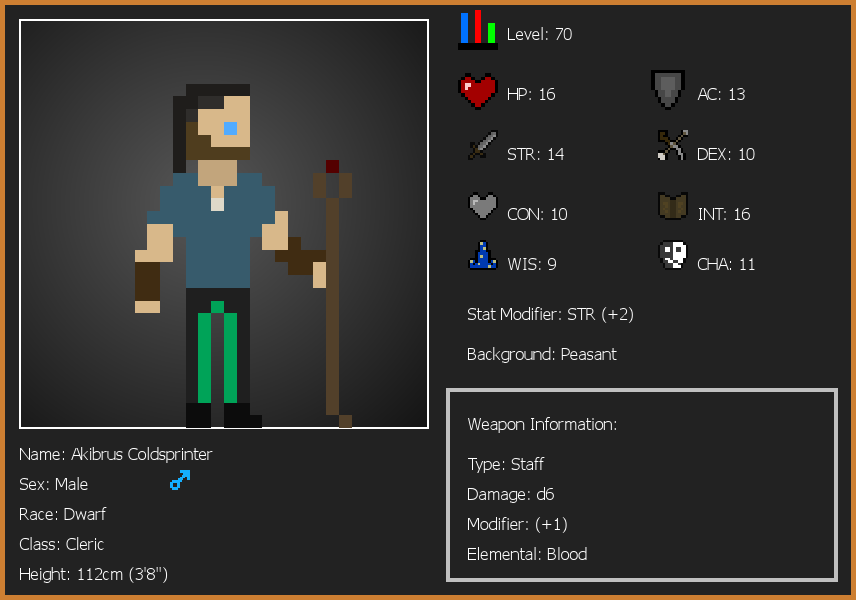 Level: 70
HP: 16
AC: 13
STR: 14
DEX: 10
CON: 10
INT: 16
WIS: 9
CHA: 11
Stat Modifier: STR (+2)
Background: Peasant
Weapon Information:
Type: Staff
Damage: d6
Modifier: (+1)
Elemental: Blood
Name: Akibrus Coldsprinter
Sex: Male
Race: Dwarf
Class: Cleric
Height: 112cm (3'8")